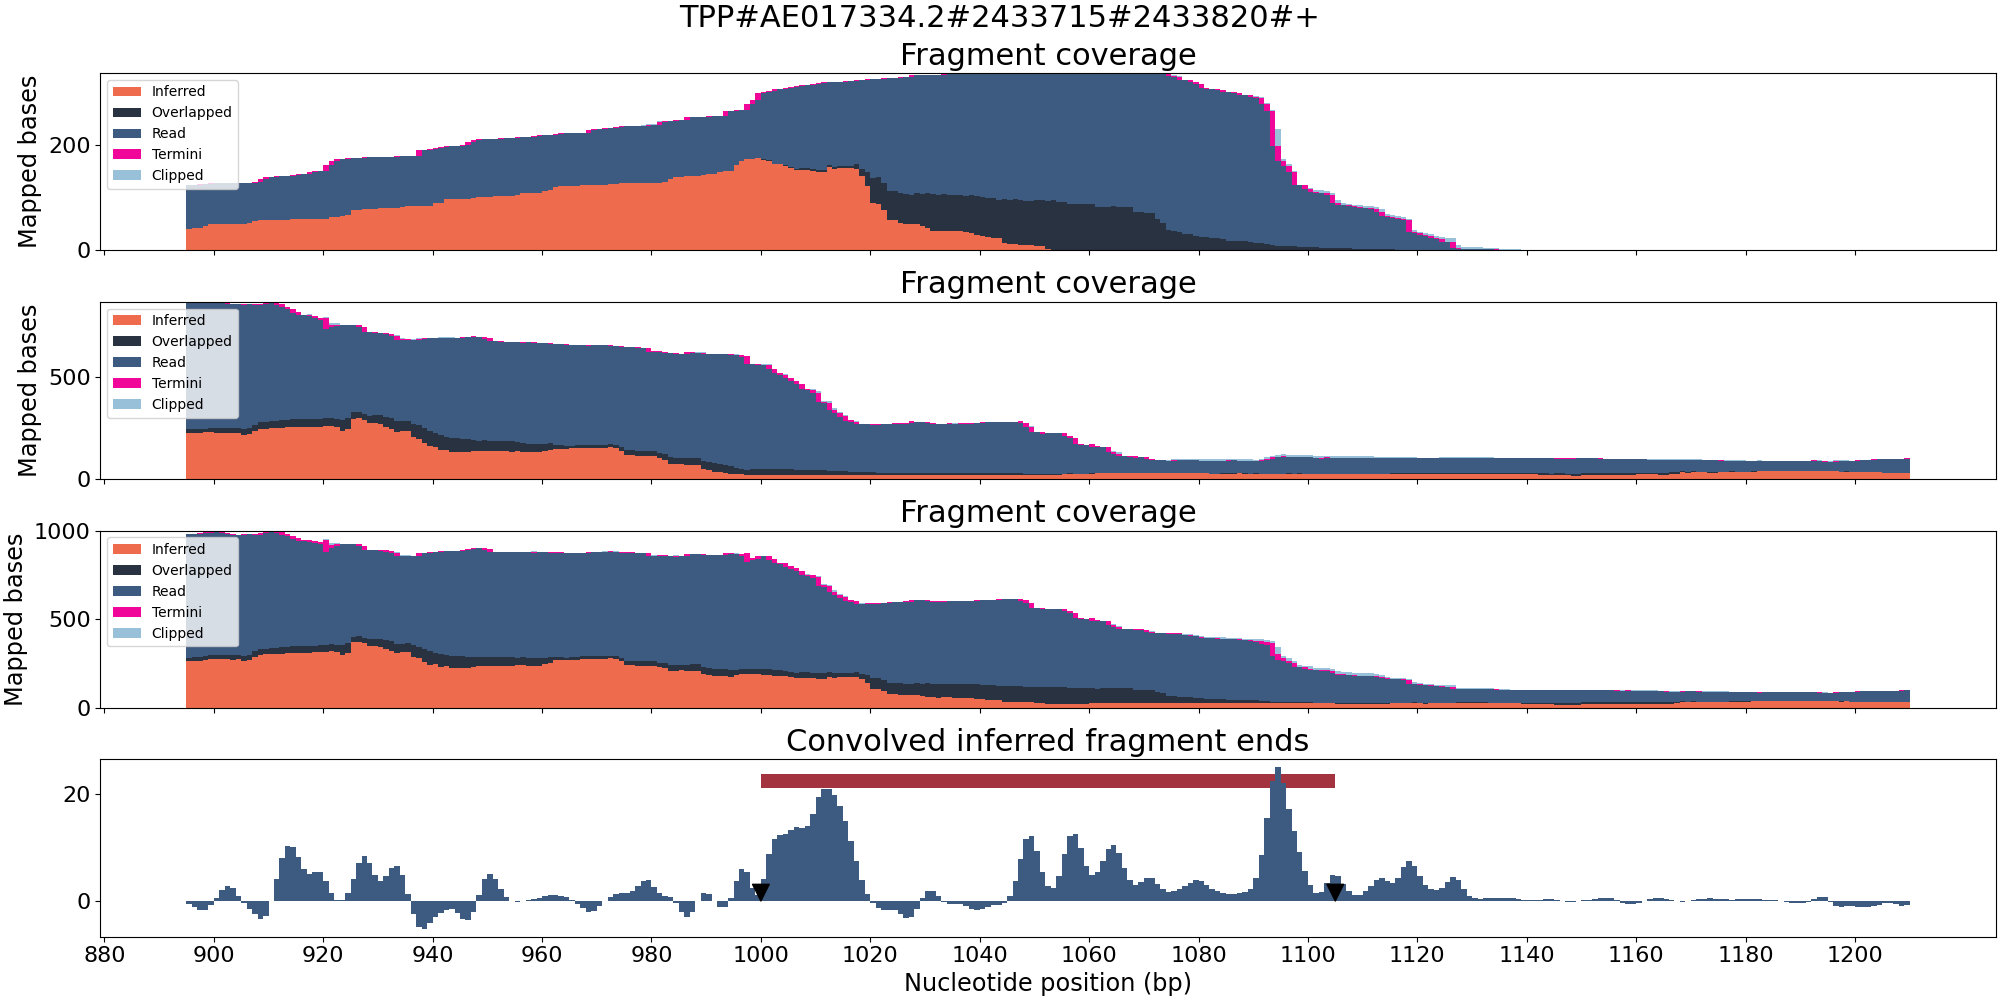 TPP#AE017334.2#2433715#2433820#+
Fragment coverage
Mapped bases
200
0
Inferred
Overlapped
Read
Termini
Clipped
Fragment coverage
Mapped bases
500
0
Inferred
Overlapped
Read
Termini
Clipped
Fragment coverage
Mapped bases
1000
500
0
Inferred
Overlapped
Read
Termini
Clipped
Convolved inferred fragment ends
20
0
880 900 920 940 960 980 1000 1020 1040 1060 1080 1100 1120 1140 1160 1180 1200
Nucleotide position (bp)